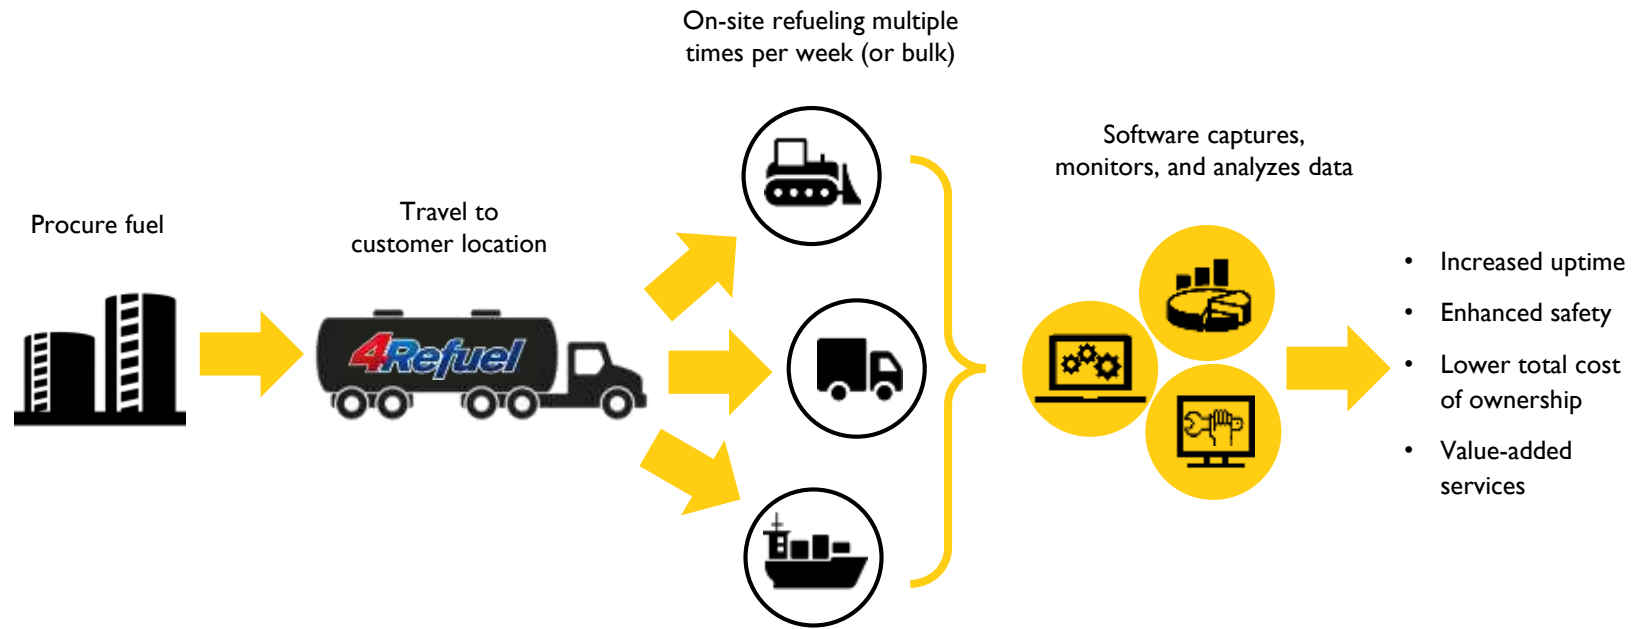 On-site refueling multiple
times per week (or bulk)
Software captures,
monitors, and analyzes data
Procure fuel
Travel to
customer location
4Refuel
• Increased uptime
• Enhanced safety
• Lower total cost
of ownership
• Value-added
services